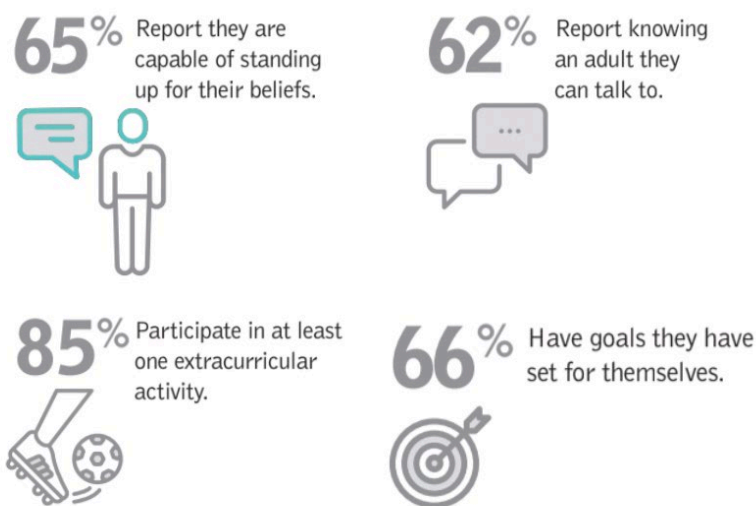 65% Report they are
capable of standing
up for their beliefs.
62% Report knowing
an adult they
can talk to.
85% Participate in at least
one extracurricular
activity.
66% Have goals they have
set for themselves.